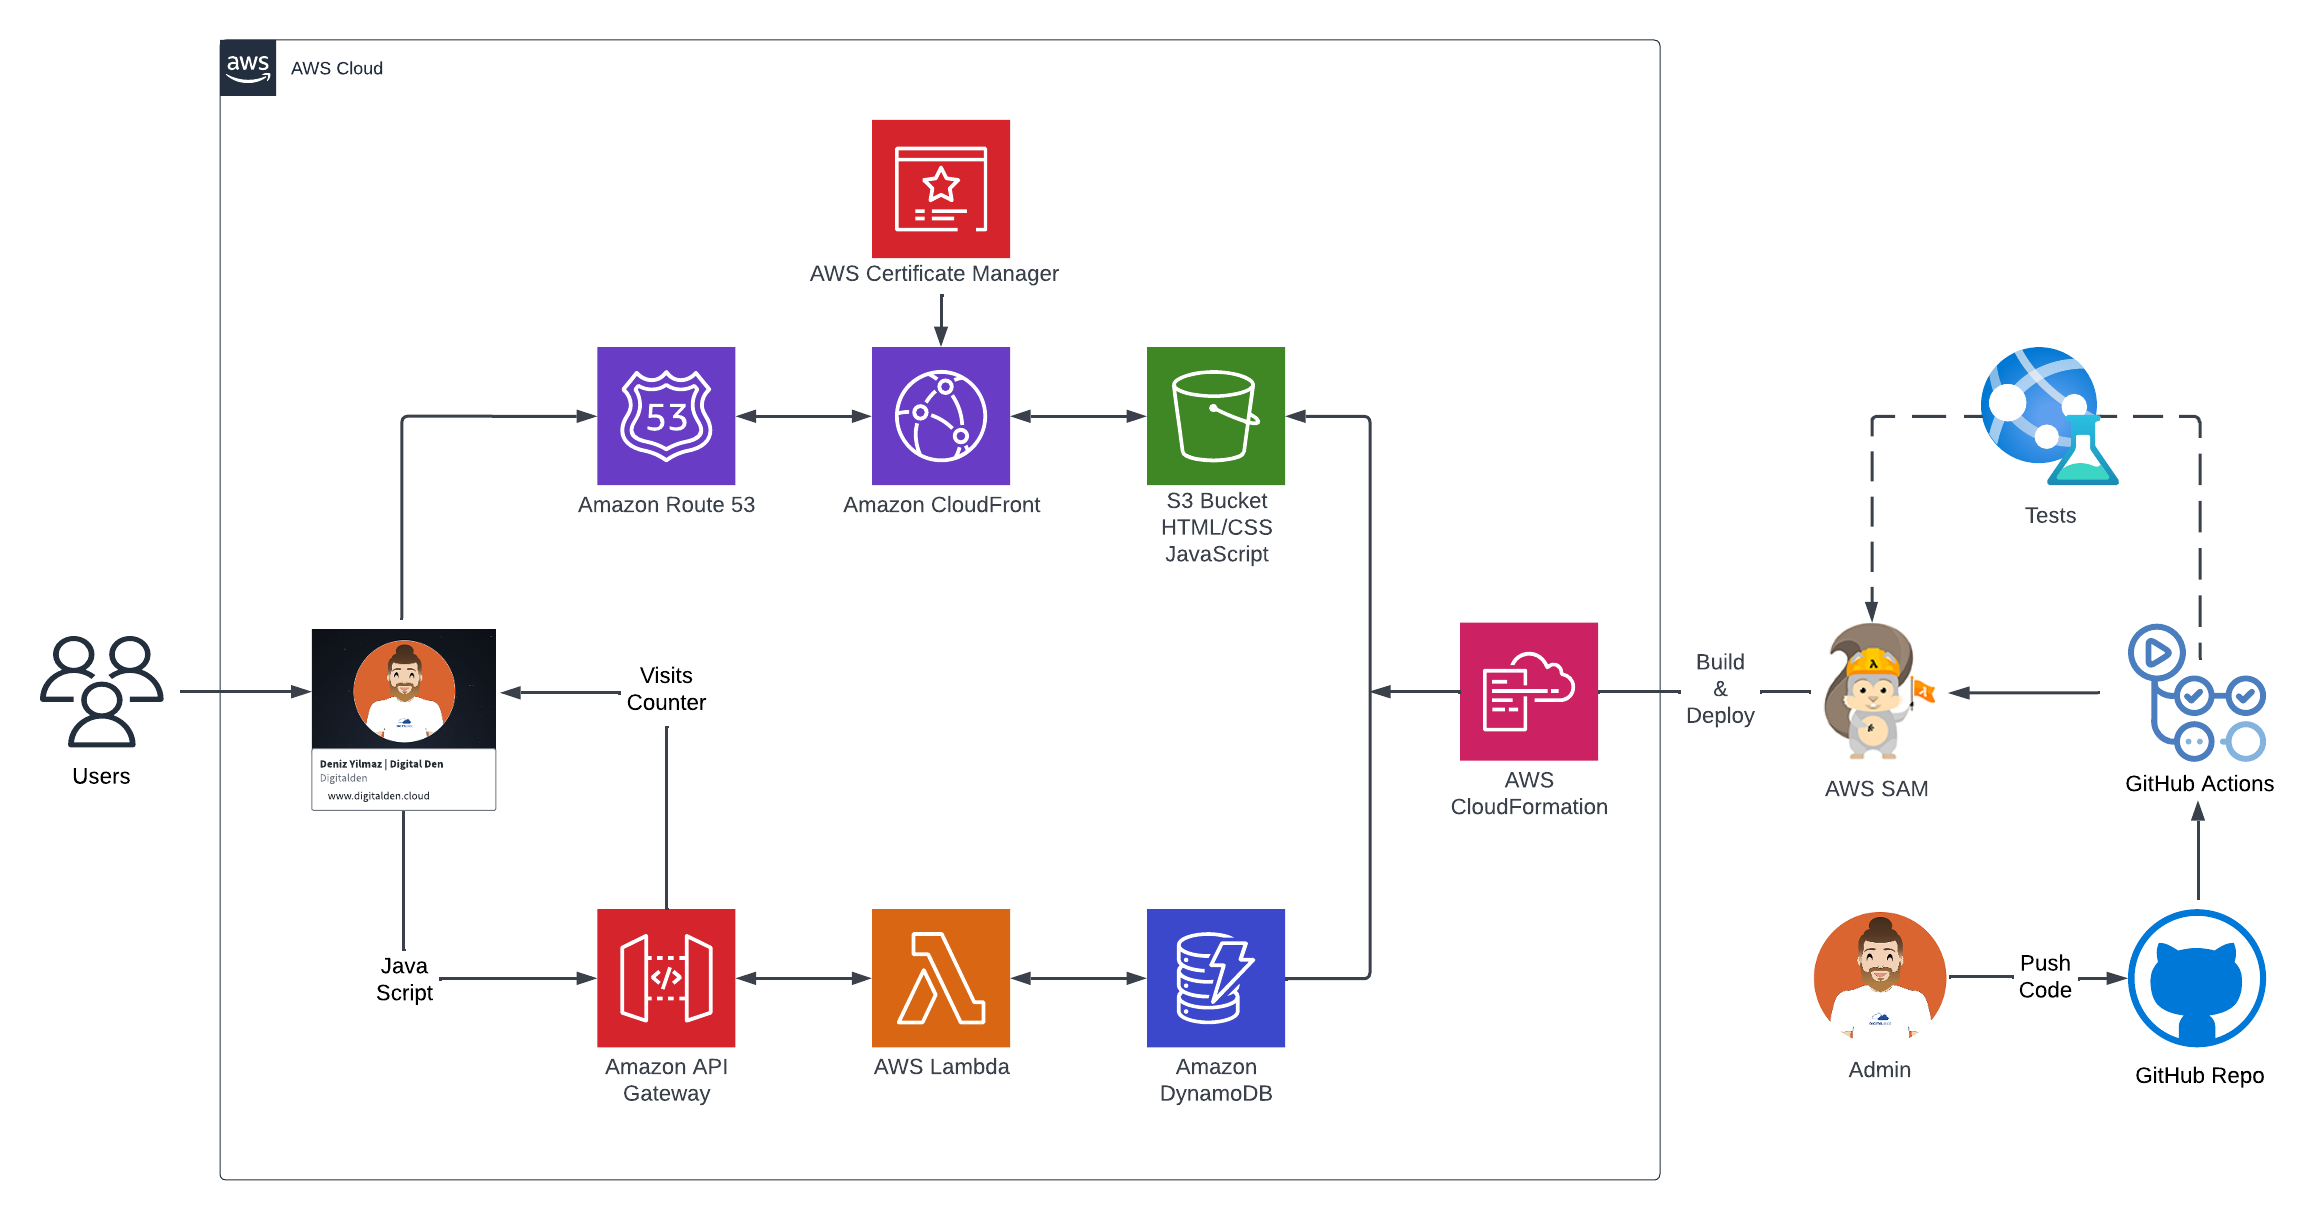 aws
AWS Cloud
AWS Certificate Manager
53
Amazon Route 53
Amazon CloudFront
S3 Bucket
HTML/CSS
JavaScript
Tests
Users
Deniz Yilmaz | Digital Den
Digitalden
www.digitalden.cloud
Visits
Counter
AWS
CloudFormation
Build
&
Deploy
λ
λ
AWS SAM
GitHub Actions
Java
Script
</>
Amazon API
Gateway
AWS Lambda
Amazon
DynamoDB
Admin
Push
Code
GitHub Repo